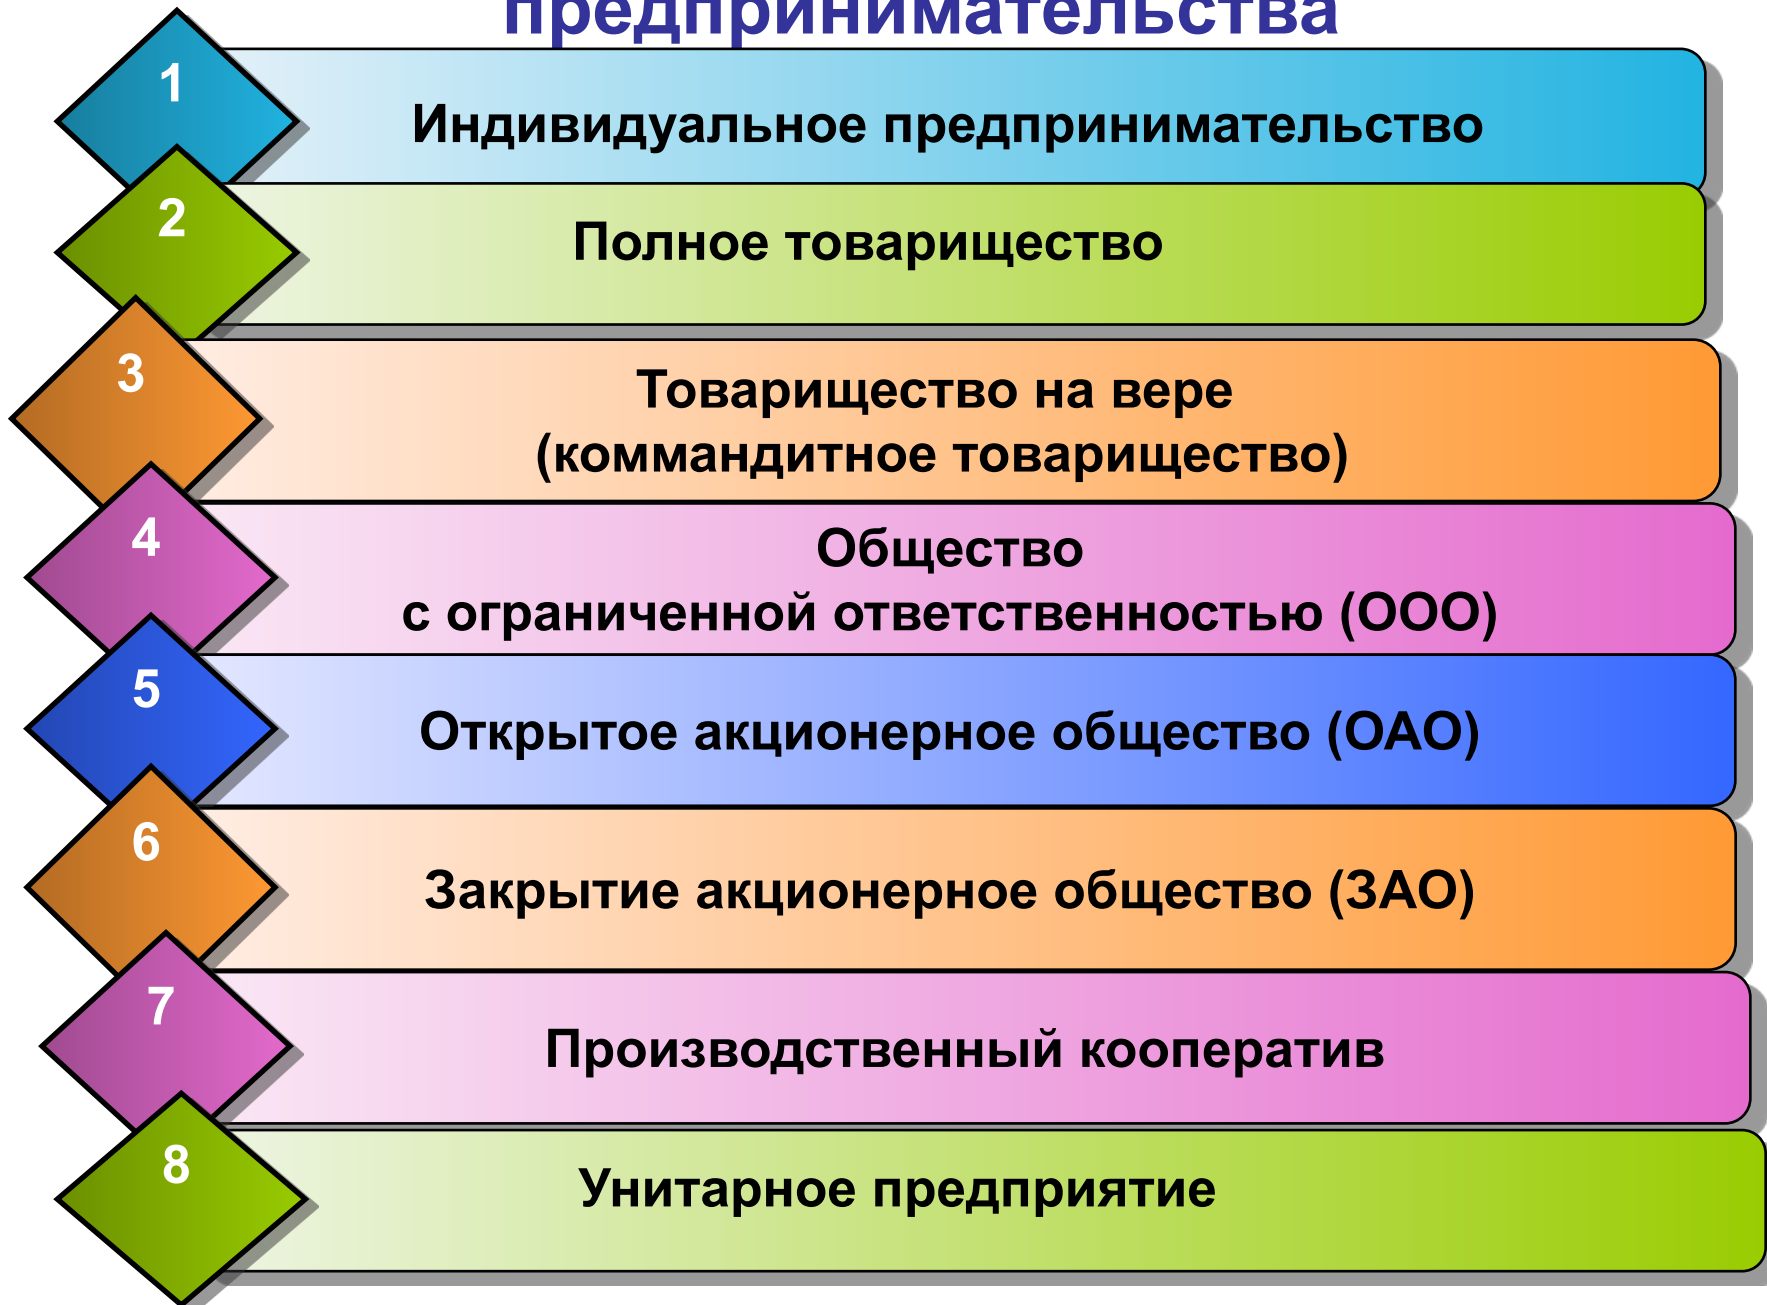 предпринимательства
1
Индивидуальное предпринимательство
2
Полное товарищество
3
Товарищество на вере
(коммандитное товарищество)
4
Общество
с ограниченной ответственностью (ООО)
5
Открытое акционерное общество (ОАО)
6
Закрытие акционерное общество (ЗАО)
7
Производственный кооператив
8
Унитарное предприятие